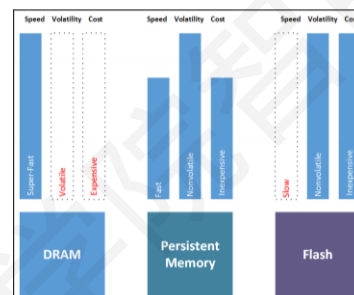 Speed Volatility Cost
Super-Fast
Volatile
Expensive
DRAM
Speed Volatility Cost
Fast
Nonvolatile
Inexpensive
Persistent
Memory
Speed Volatility Cost
Slow
Nonvolatile
Inexpensive
Flash